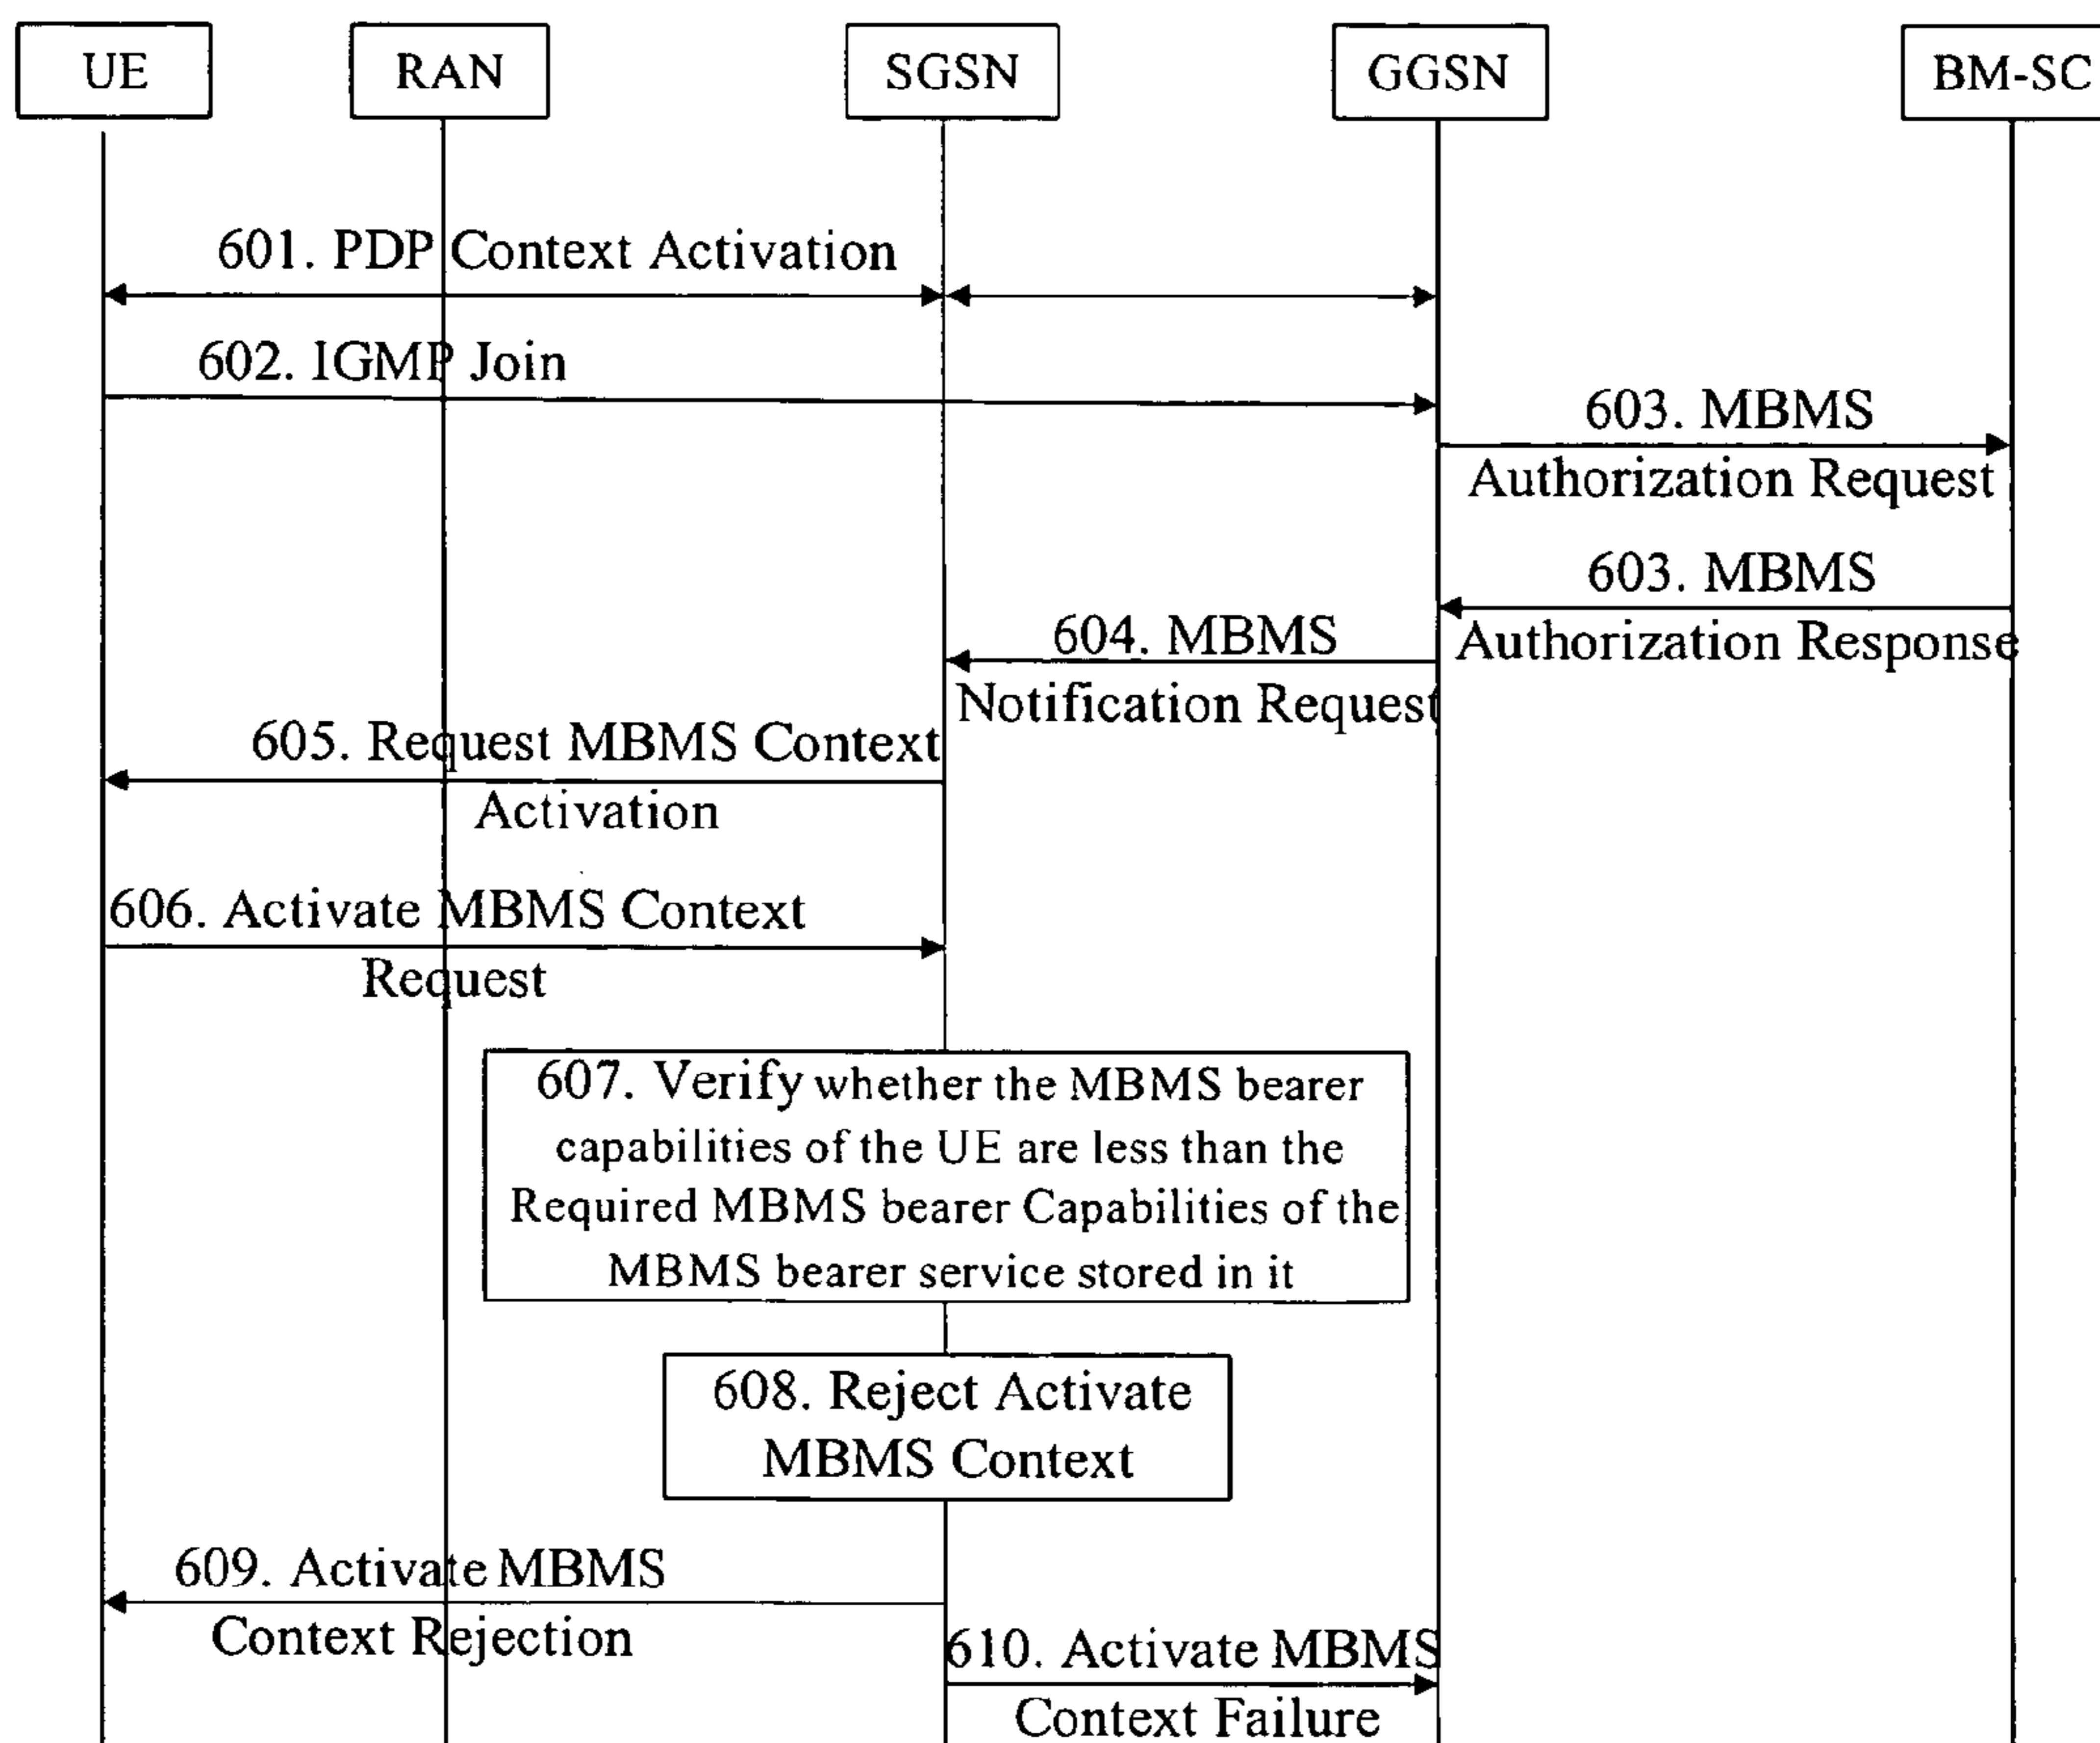 UE
RAN
SGSN
GGSN
BM-SC
601. PDP Context Activation
602. IGMP Join
603. MBMS
Authorization Request
603. MBMS
Authorization Response
604. MBMS
Notification Request
605. Request MBMS Context
Activation
606. Activate MBMS Context
Request
607. Verify whether the MBMS bearer
capabilities of the UE are less than the
Required MBMS bearer Capabilities of the
MBMS bearer service stored in it
608. Reject Activate
MBMS Context
609. Activate MBMS
Context Rejection
610. Activate MBMS
Context Failure